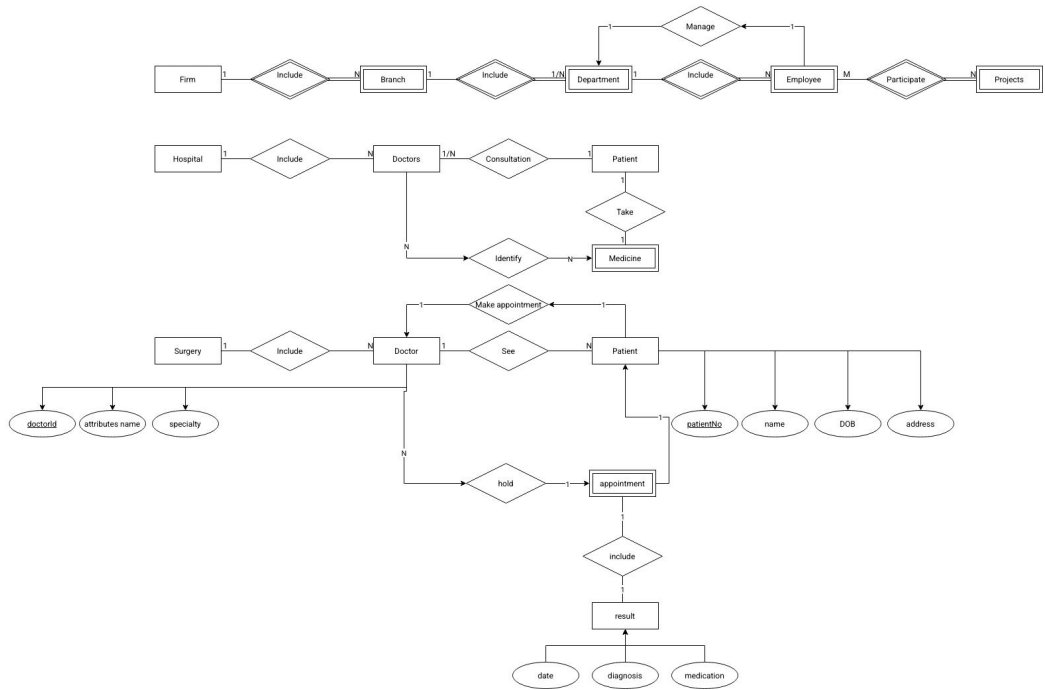 Manage
1
1
Firm
1
Include
N
Branch
1
Include
1/N
Department
1
Include
N
Employee
M
Participate
N
Projects
Hospital
1
Include
N
Doctors
1/N
Consultation
1
Patient
1
Take
1
N
Identify
N
Medicine
1
Make appointment
1
Surgery
1
Include
N
Doctor
1
See
N
Patient
doctorId
attributes name
specialty
1
patientNo
name
DOB
address
N
hold
1
appointment
1
include
1
result
date
diagnosis
medication